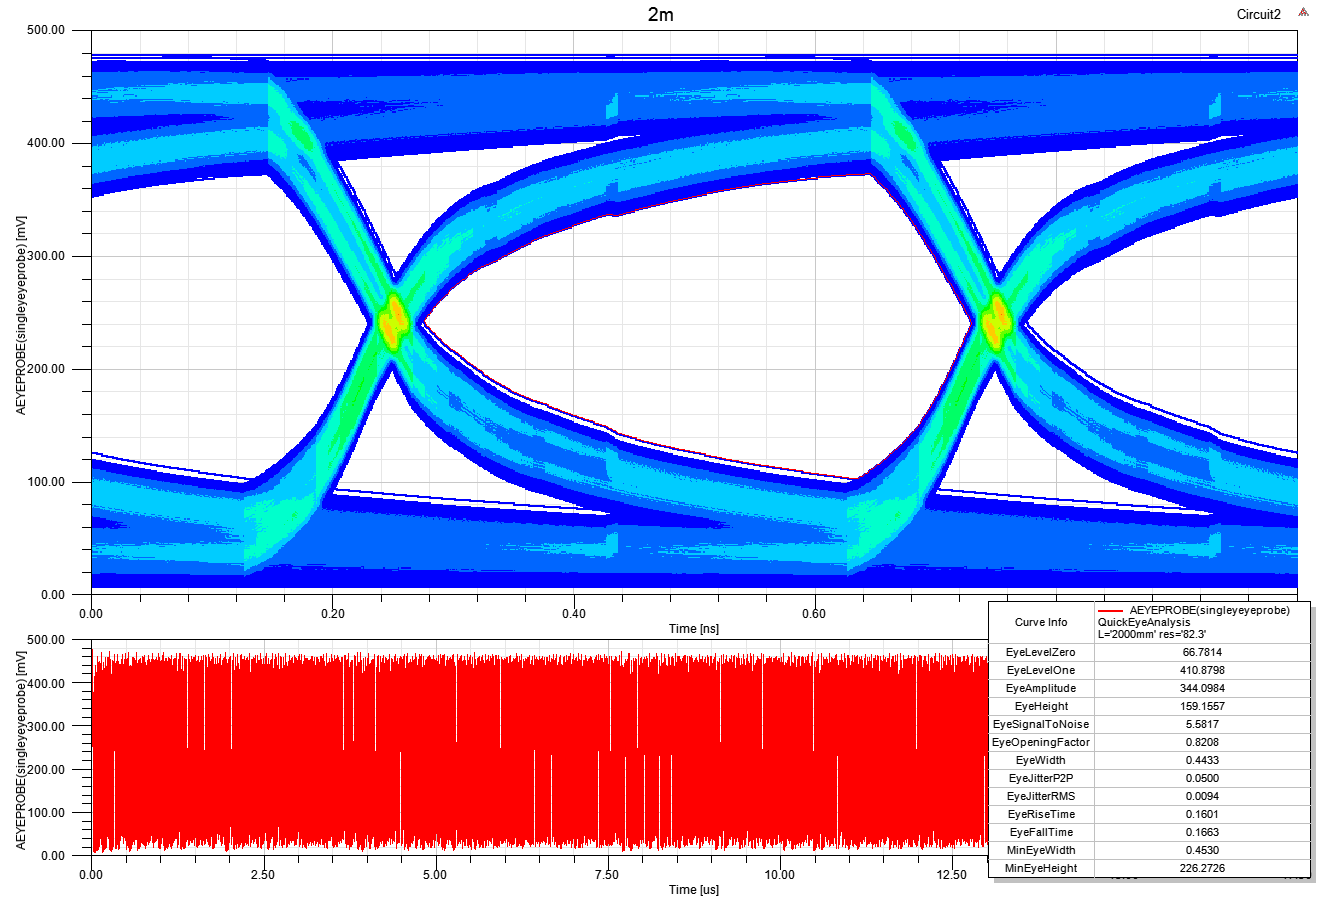 2m
Circuit2
AEYEPROBE(singleyeyeprobe) [mV]
500.00
400.00
300.00
200.00
100.00
0.00
0.00
0.20
0.40
0.60
Time [ns]
AEYEPROBE(singleyeyeprobe) [mV]
500.00
400.00
300.00
200.00
100.00
0.00
0.00
2.50
5.00
7.50
10.00
12.50
Time [us]
Curve Info
AEYEPROBE(singleyeyeprobe)
QuickEyeAnalysis
L='2000mm' res='82.3'
EyeLevelZero 66.7814
EyeLevelOne 410.8798
EyeAmplitude 344.0984
EyeHeight 159.1557
EyeSignalToNoise 5.5817
EyeOpeningFactor 0.8208
EyeWidth 0.4433
EyeJitterP2P 0.0500
EyeJitterRMS 0.0094
EyeRiseTime 0.1601
EyeFallTime 0.1663
MinEyeWidth 0.4530
MinEyeHeight 226.2726